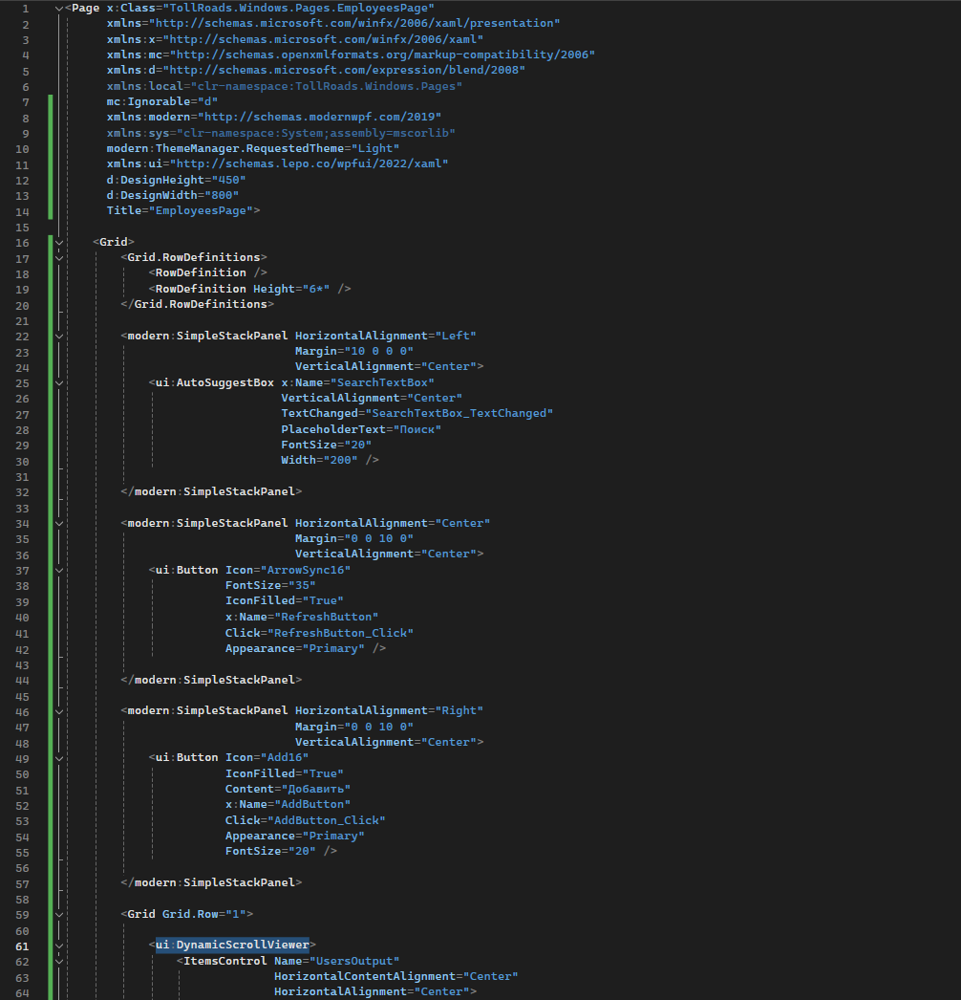 1 <Page x:Class="TollRoads.Windows.Pages.EmployeesPage"
2 xmlns="http://schemas.microsoft.com/winfx/2006/xaml/presentation"
3 xmlns:x="http://schemas.microsoft.com/winfx/2006/xaml"
4 xmlns:mc="http://schemas.openxmlformats.org/markup-compatibility/2006"
5 xmlns:d="http://schemas.microsoft.com/expression/blend/2008"
6 xmlns:local="clr-namespace:TollRoads.Windows.Pages"
7 mc:Ignorable="d"
8 xmlns:modern="http://schemas.modernwpf.com/2019"
9 xmlns:sys="clr-namespace:System;assembly=mscorlib"
10 modern:ThemeManager.RequestedTheme="Light"
11 xmlns:ui="http://schemas.lepo.co/wpfui/2022/xaml"
12 d:DesignHeight="450"
13 d:DesignWidth="800"
14 Title="EmployeesPage">
15
16 <Grid>
17 <Grid.RowDefinitions>
18 <RowDefinition />
19 <RowDefinition Height="6*" />
20 </Grid.RowDefinitions>
21
22 <modern:SimpleStackPanel HorizontalAlignment="Left"
23 Margin="10 0 0 0"
24 VerticalAlignment="Center">
25 <ui:AutoSuggestBox x:Name="SearchTextBox"
26 VerticalAlignment="Center"
27 TextChanged="SearchTextBox_TextChanged"
28 PlaceholderText="Поиск"
29 FontSize="20"
30 Width="200" />
31
32 </modern:SimpleStackPanel>
33
34 <modern:SimpleStackPanel HorizontalAlignment="Center"
35 Margin="0 0 10 0"
36 VerticalAlignment="Center">
37 <ui:Button Icon="ArrowSync16"
38 FontSize="35"
39 IconFilled="True"
40 x:Name="RefreshButton"
41 Click="RefreshButton_Click"
42 Appearance="Primary" />
43
44 </modern:SimpleStackPanel>
45
46 <modern:SimpleStackPanel HorizontalAlignment="Right"
47 Margin="0 0 10 0"
48 VerticalAlignment="Center">
49 <ui:Button Icon="Add16"
50 IconFilled="True"
51 Content="Добавить"
52 x:Name="AddButton"
53 Click="AddButton_Click"
54 Appearance="Primary"
55 FontSize="20" />
56
57 </modern:SimpleStackPanel>
58
59 <Grid Grid.Row="1">
60
61 <ui:DynamicScrollViewer>
62 <ItemsControl Name="UsersOutput"
63 HorizontalContentAlignment="Center"
64 HorizontalAlignment="Center">